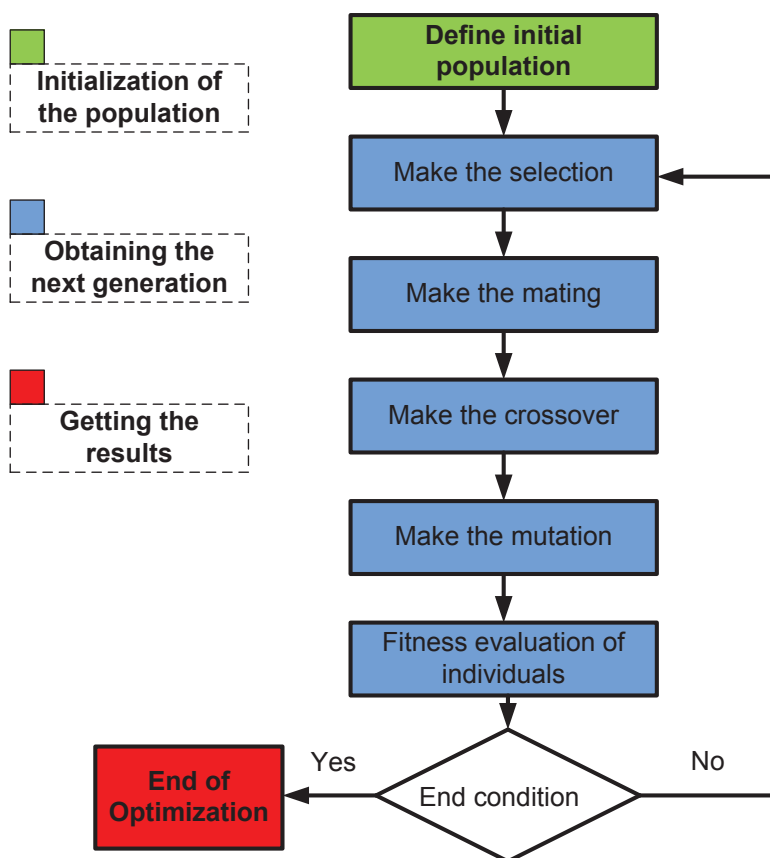 Define initial
population
Initialization of
the population
Make the selection
Obtaining the
next generation
Make the mating
Getting the
results
Make the crossover
Make the mutation
Fitness evaluation of
individuals
Yes
No
End of
Optimization
End condition